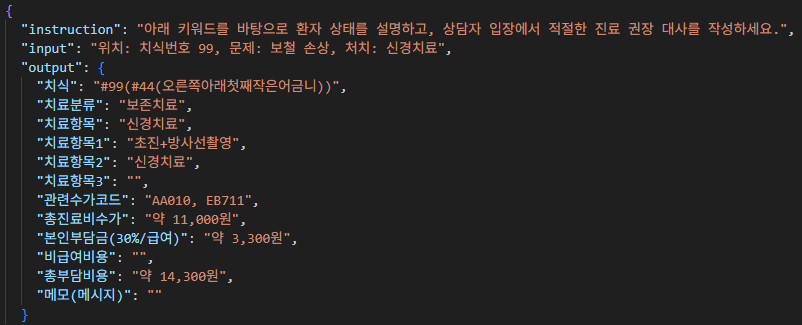 {
"instruction": "아래 키워드를 바탕으로 환자 상태를 설명하고, 상담자 입장에서 적절한 진료 권장 대사를 작성하세요.",
"input": "위치: 치식번호 99, 문제: 보철 손상, 처치: 신경치료",
"output": {
"치식": "#99(#44(오른쪽아래첫째작은어금니))",
"치료분류": "보존치료",
"치료항목": "신경치료",
"치료항목1": "초진+방사선촬영",
"치료항목2": "신경치료",
"치료항목3": "",
"관련수가코드": "AA010, EB711",
"총진료비수가": "약 11,000원",
"본인부담금(30%/급여)": "약 3,300원",
"비급여비용": "",
"총부담비용": "약 14,300원",
"메모(메시지)": ""
}